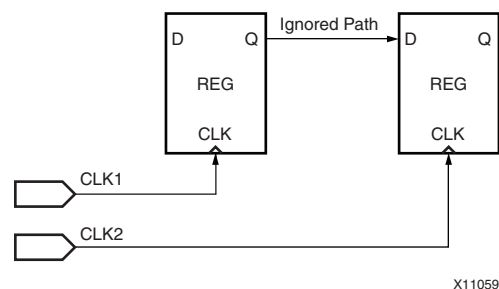 Ignored Path
D Q
D Q
REG
REG
CLK
CLK
CLK1
CLK2
X11059